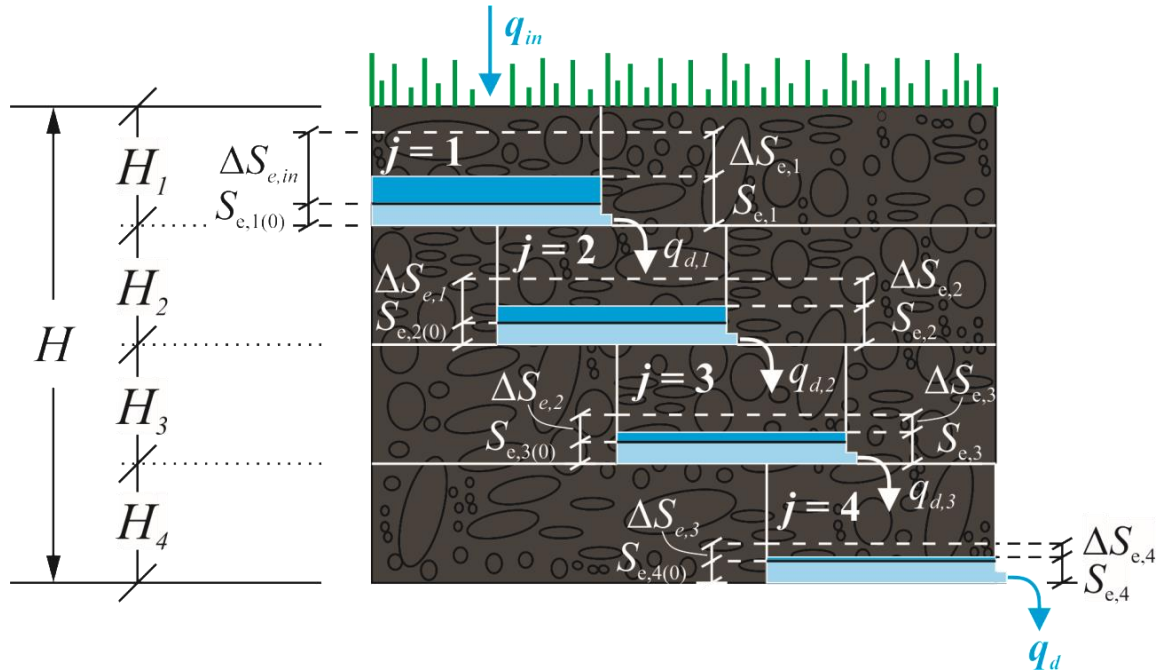 q_in
H
H_1
ΔS_e,in
S_e,1(0)
j = 1
ΔS_e,1
S_e,1
H_2
ΔS_e,1
S_e,2(0)
j = 2
q_d,1
ΔS_e,2
S_e,2
H_3
ΔS_e,2
S_e,3(0)
j = 3
q_d,2
ΔS_e,3
S_e,3
H_4
ΔS_e,3
S_e,4(0)
j = 4
q_d,3
ΔS_e,4
S_e,4
q_d